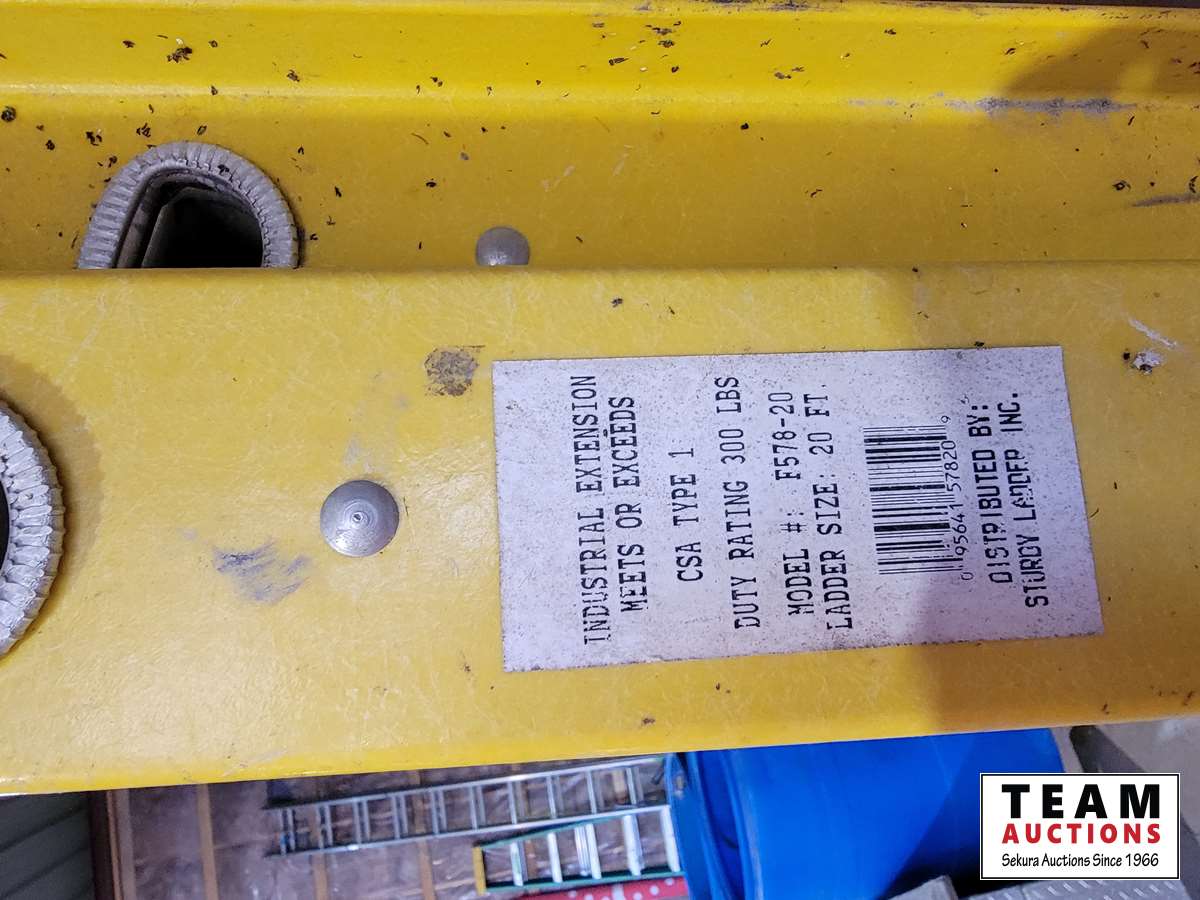 INDUSTRIAL EXTENSION
MEETS OR EXCEEDS
CSA TYPE 1
DUTY RATING 300 LBS
MODEL #: F578-20
LADDER SIZE: 20 FT.
0 95641 57820 9
DISTRIBUTED BY:
STURDY LADDER INC.
TEAM
AUCTIONS
Sekura Auctions Since 1966